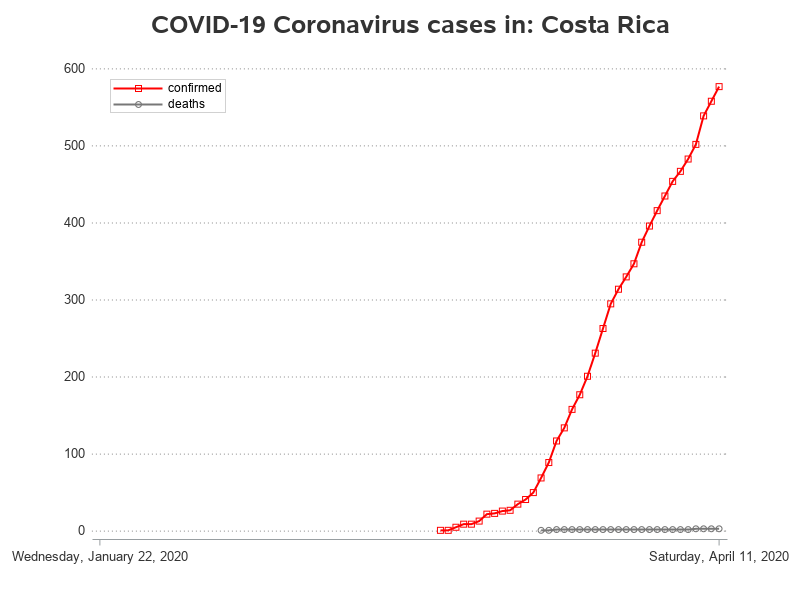 COVID-19 Coronavirus cases in: Costa Rica
600
confirmed
deaths
500
400
300
200
100
0
Wednesday, January 22, 2020 Saturday, April 11, 2020